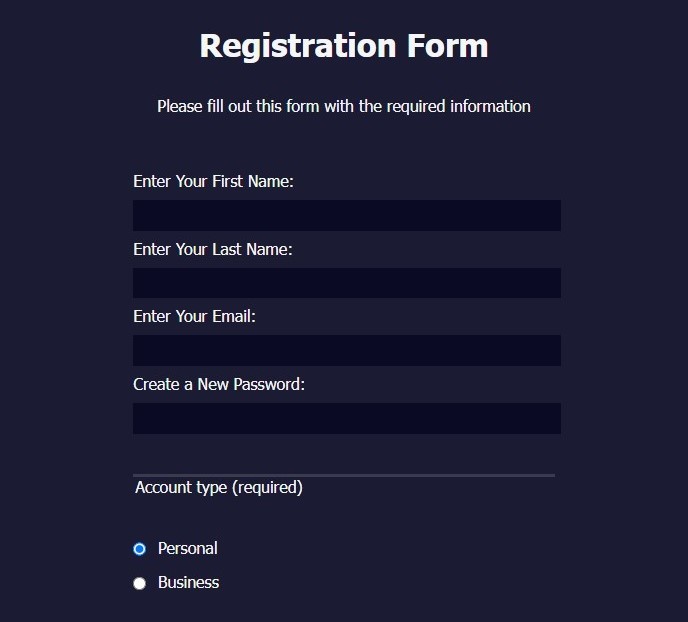 Registration Form
Please fill out this form with the required information
Enter Your First Name:
Enter Your Last Name:
Enter Your Email:
Create a New Password:
Account type (required)
Personal
Business